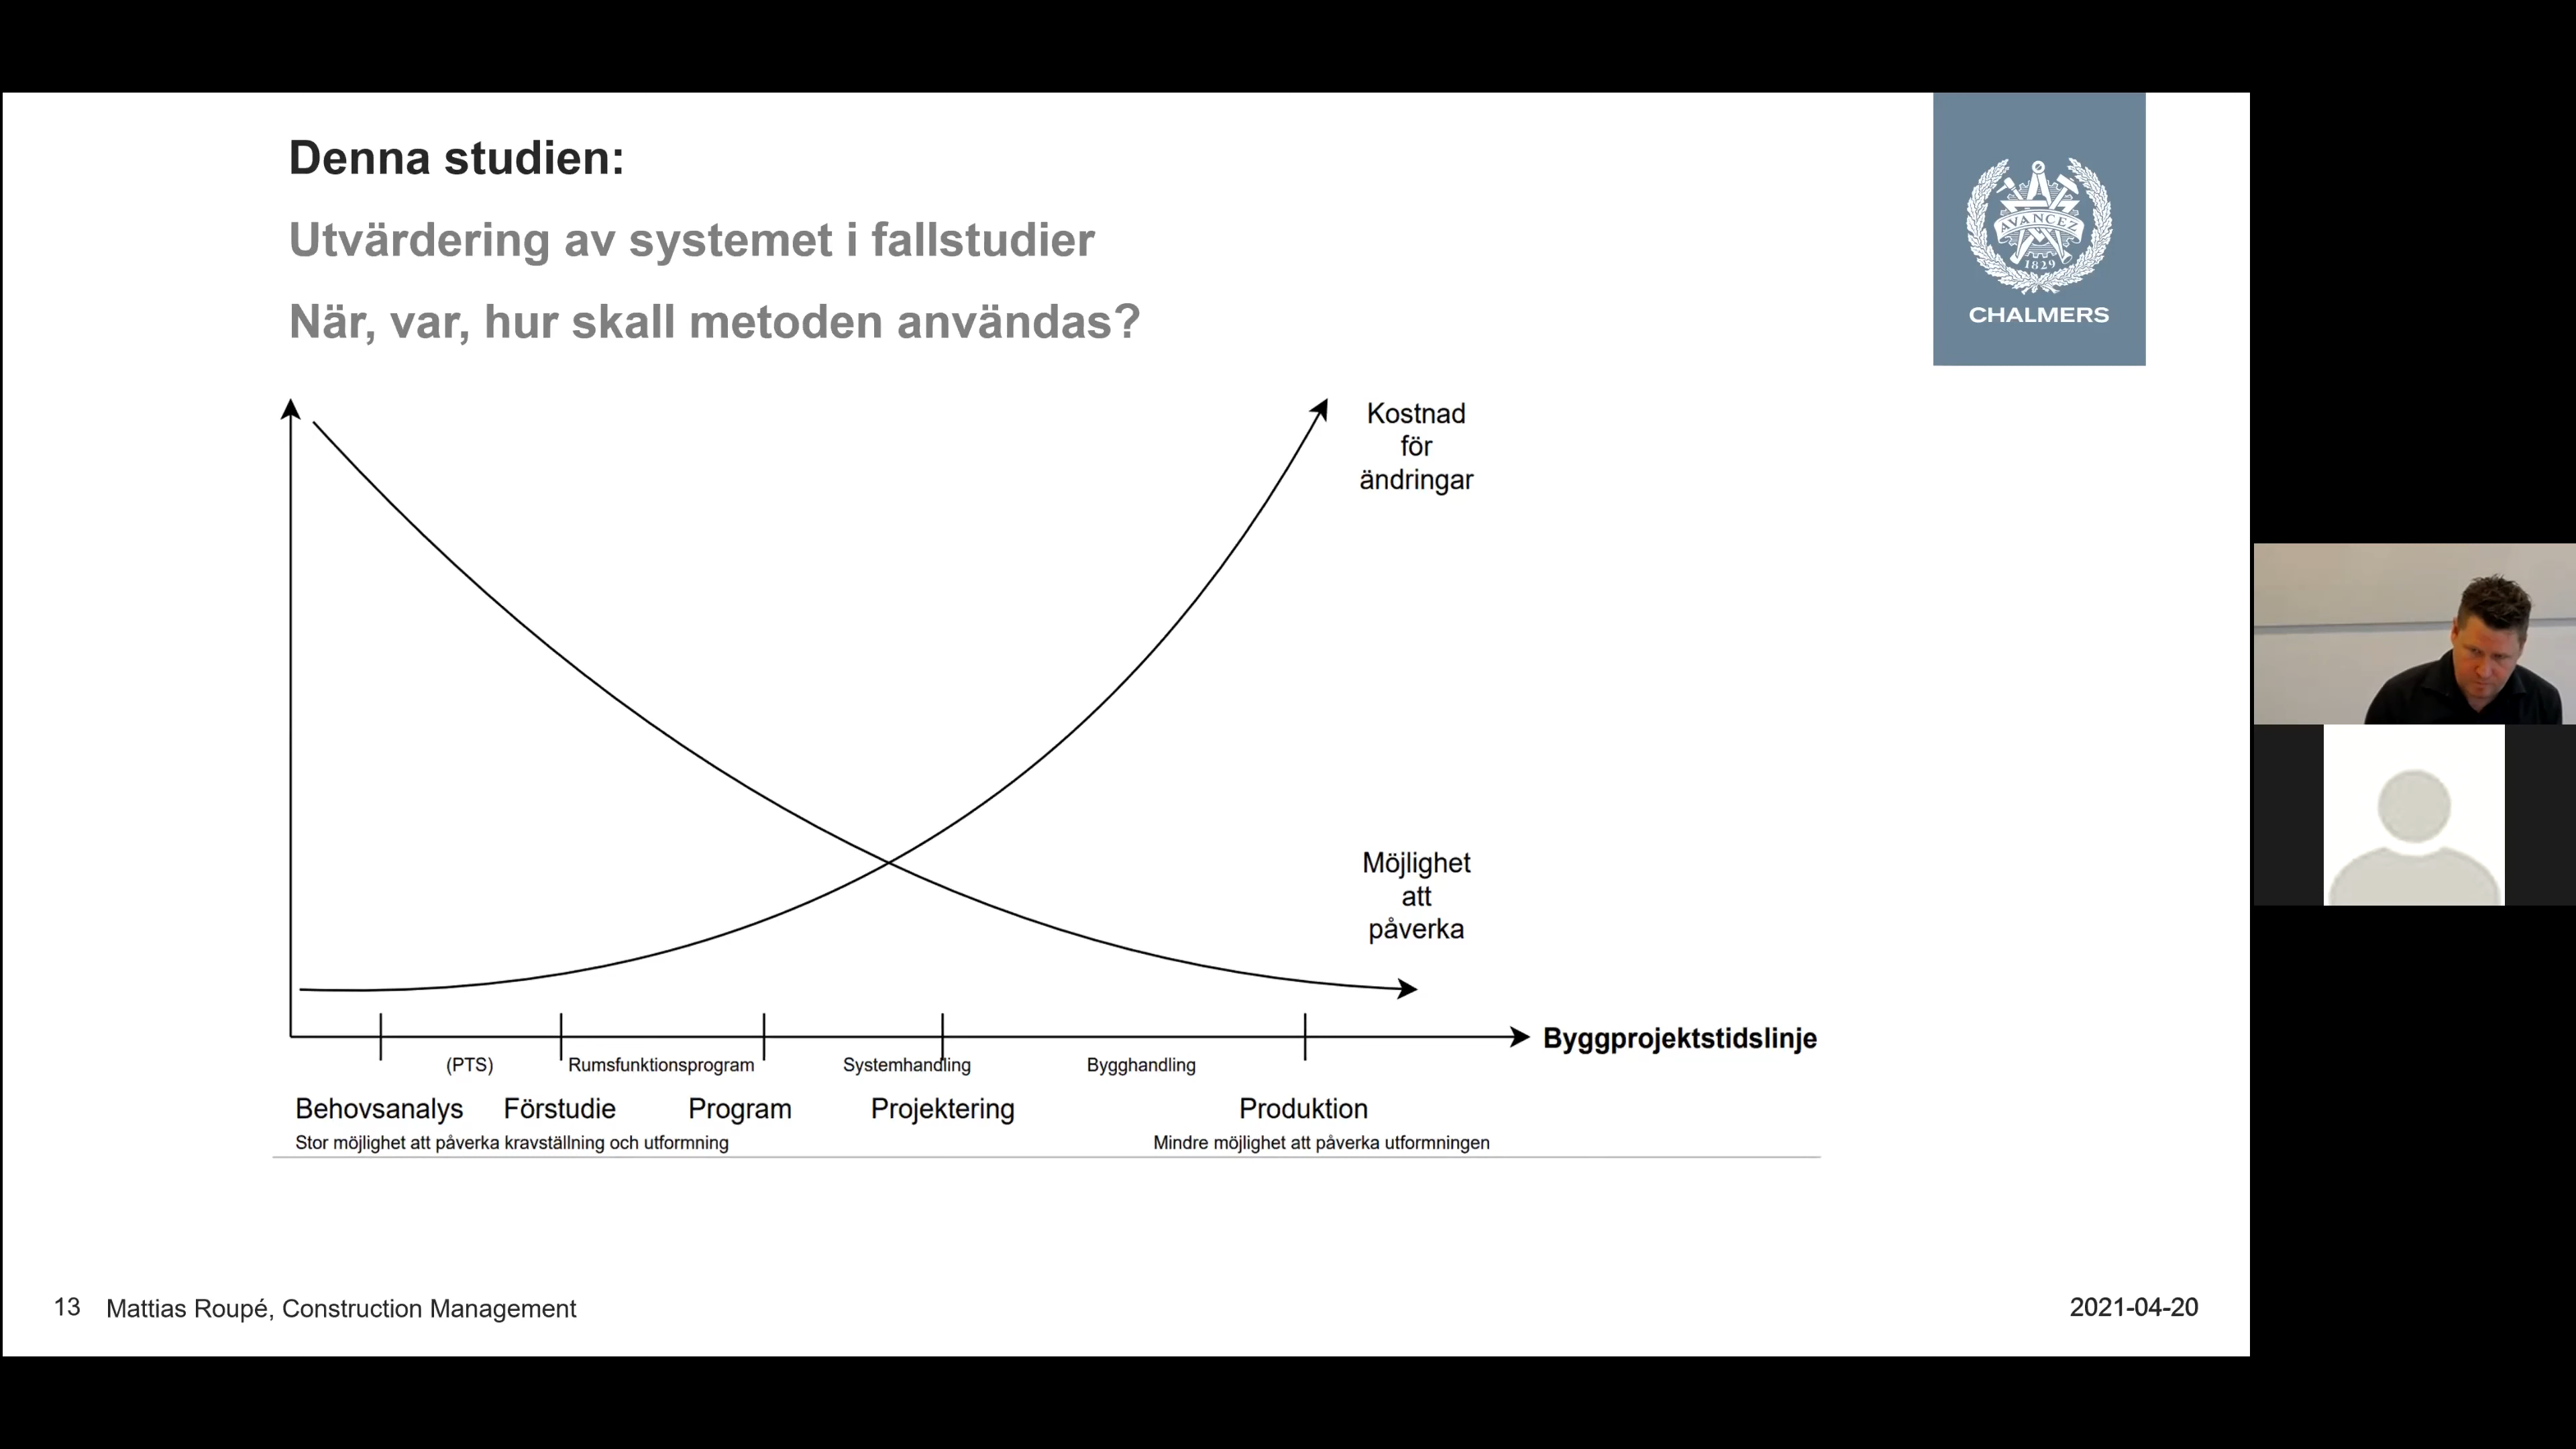 Denna studien:
Utvärdering av systemet i fallstudier
När, var, hur skall metoden användas?
AVANCEZ
1829
CHALMERS
Kostnad
för
ändringar
Möjlighet
att
påverka
Byggprojektstidslinje
(PTS)
Rumsfunktionsprogram
Systemhandling
Bygghandling
Behovsanalys
Förstudie
Program
Projektering
Produktion
Stor möjlighet att påverka kravställning och utformning
Mindre möjlighet att påverka utformningen
13
Mattias Roupé, Construction Management
2021-04-20